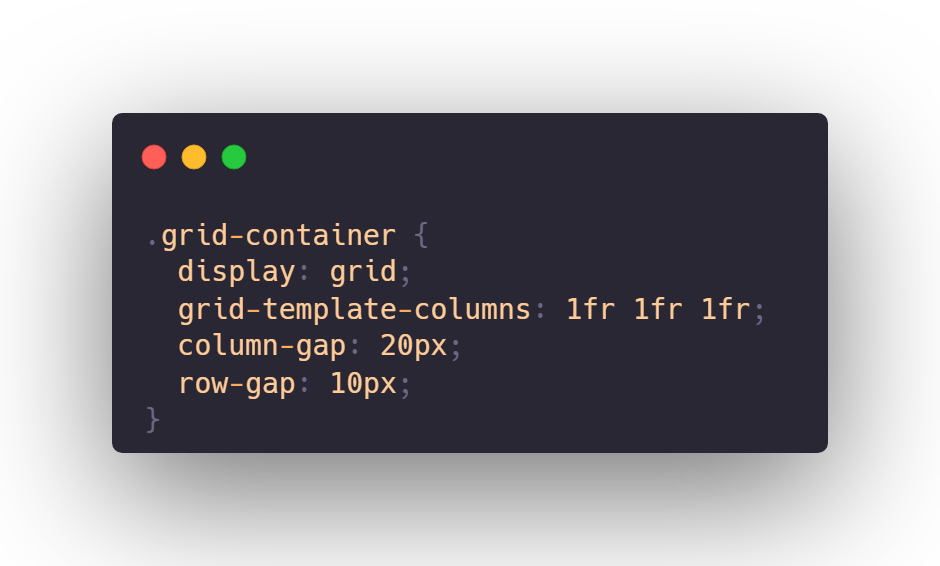 .grid-container {
  display: grid;
  grid-template-columns: 1fr 1fr 1fr;
  column-gap: 20px;
  row-gap: 10px;
}